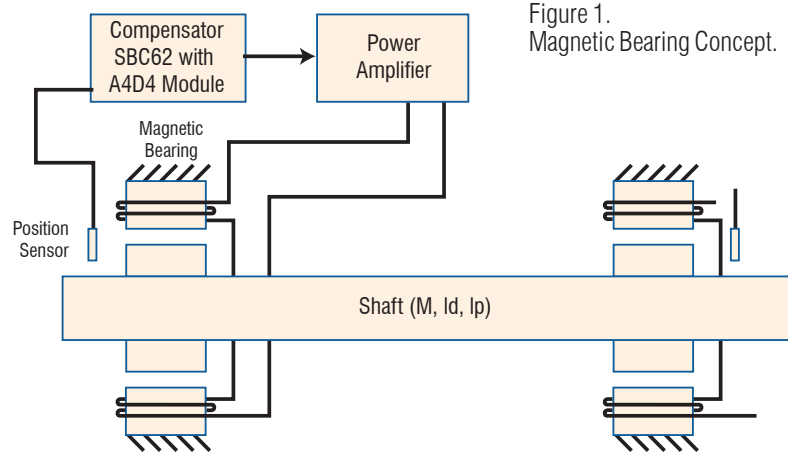 Figure 1.
Magnetic Bearing Concept.
Compensator
SBC62 with
A4D4 Module
Power
Amplifier
Magnetic
Bearing
Position
Sensor
Shaft (M, Id, Ip)